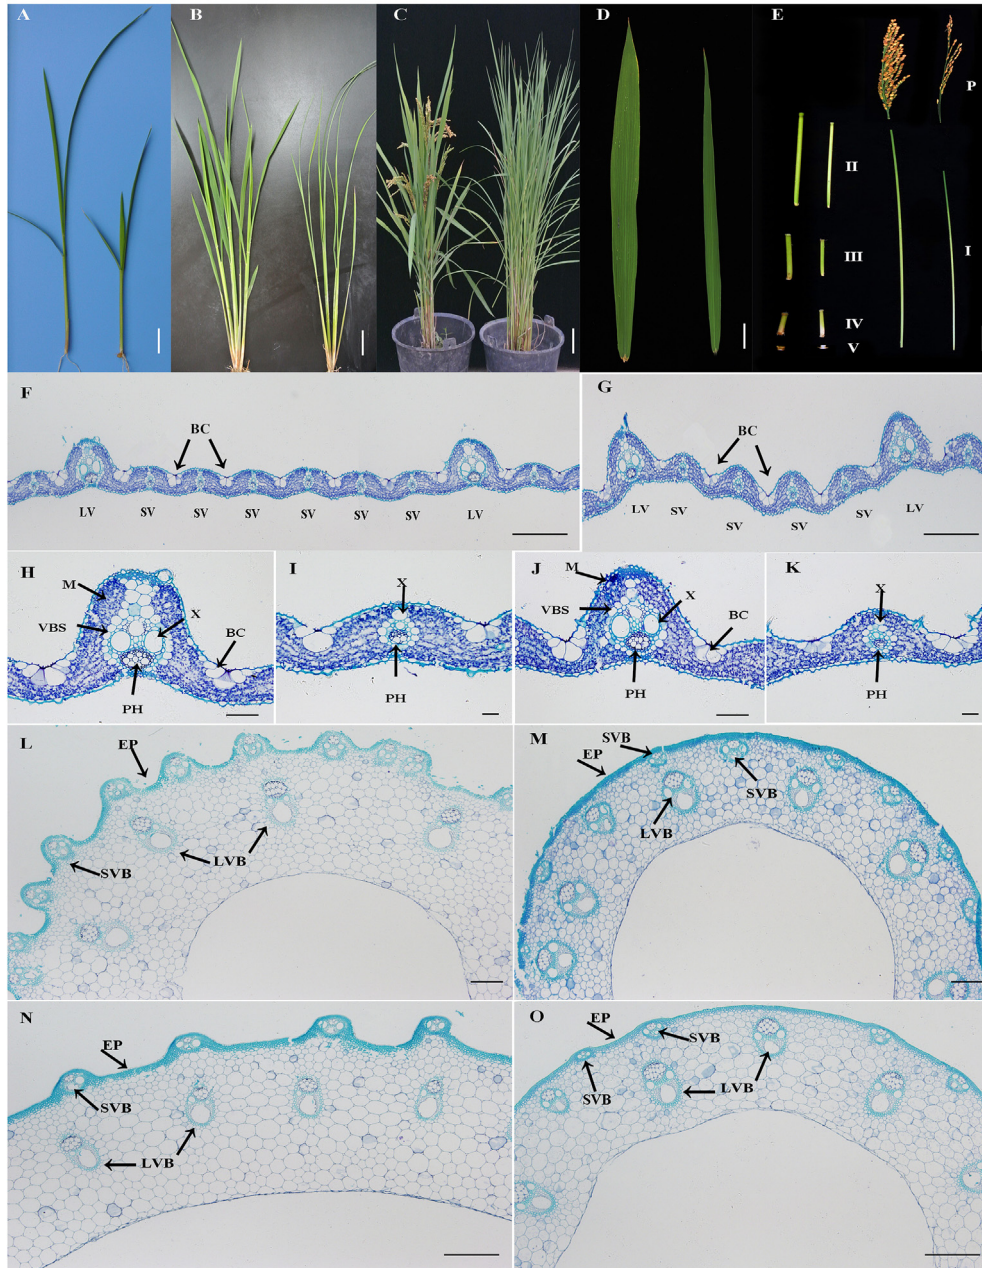 A B C D E
P
II
III I
IV
V
F G
BC BC
LV SV SV SV SV SV SV LV
LV SV SV SV SV LV
H I J K
M X M X
VBS X VBS X
BC BC
PH PH PH PH
L M
EP SVB
EP
SVB
LVB LVB
SVB
N O
EP EP
SVB
SVB SVB
LVB LVB